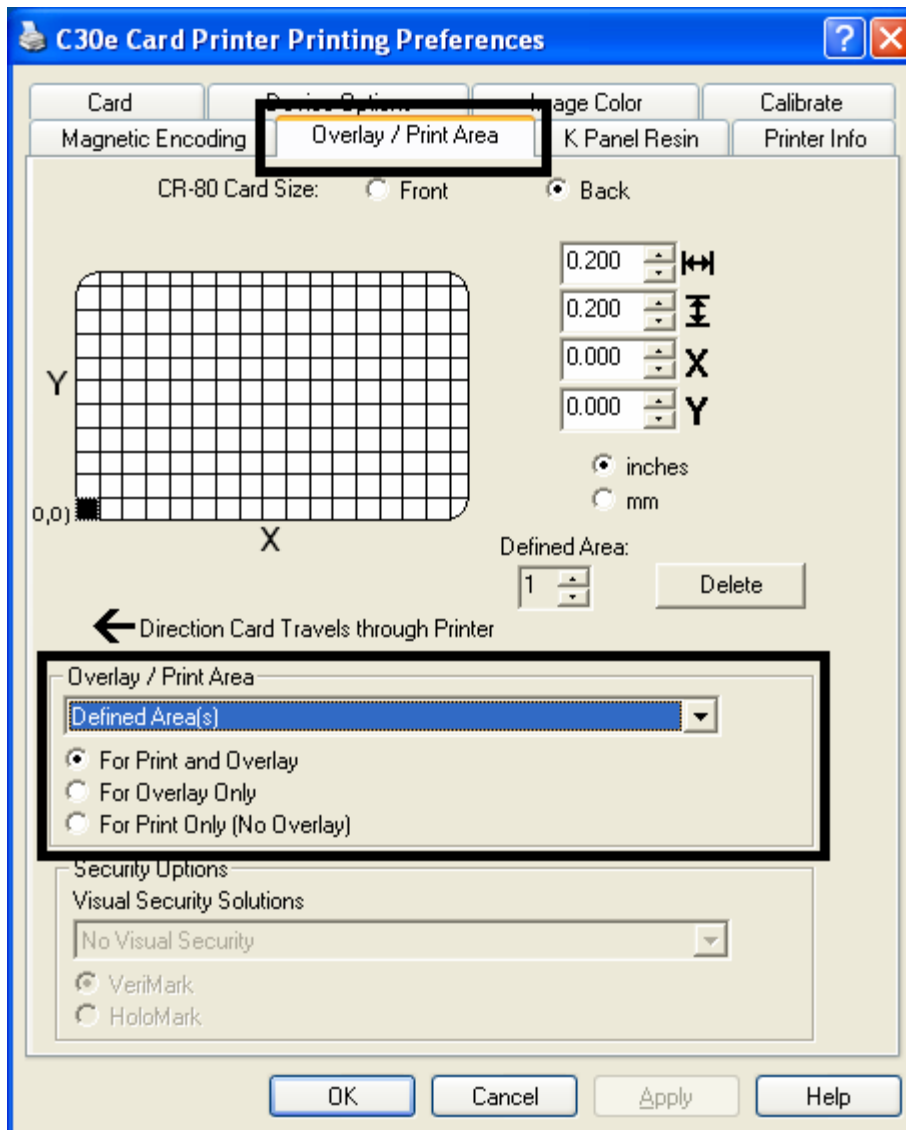 C30e Card Printer Printing Preferences
Card Device Options Image Color Calibrate
Magnetic Encoding Overlay / Print Area K Panel Resin Printer Info
CR-80 Card Size: Front Back
0.200
0.200
0.000 X
0.000 Y
Y
0,0)
X
inches
mm
Defined Area:
1 Delete
Direction Card Travels through Printer
Overlay / Print Area
Defined Area(s)
For Print and Overlay
For Overlay Only
For Print Only (No Overlay)
Security Options
Visual Security Solutions
No Visual Security
VeriMark
HoloMark
OK Cancel Apply Help